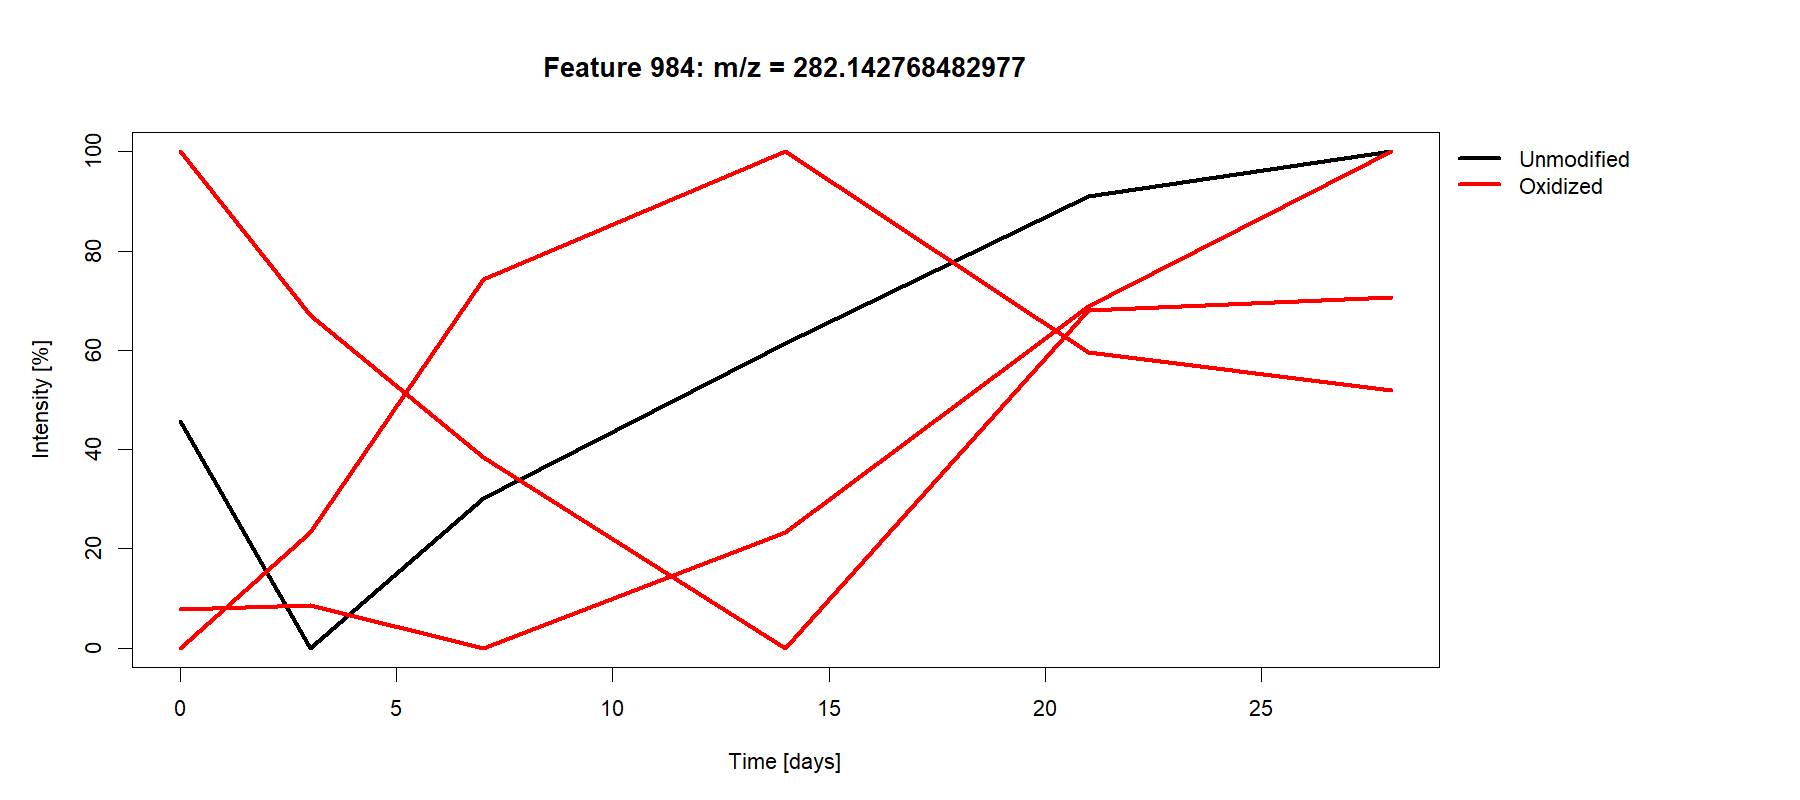 Feature 984: m/z = 282.142768482977
100
80
60
40
20
0
Intensity [%]
0 5 10 15 20 25
Time [days]
Unmodified
Oxidized